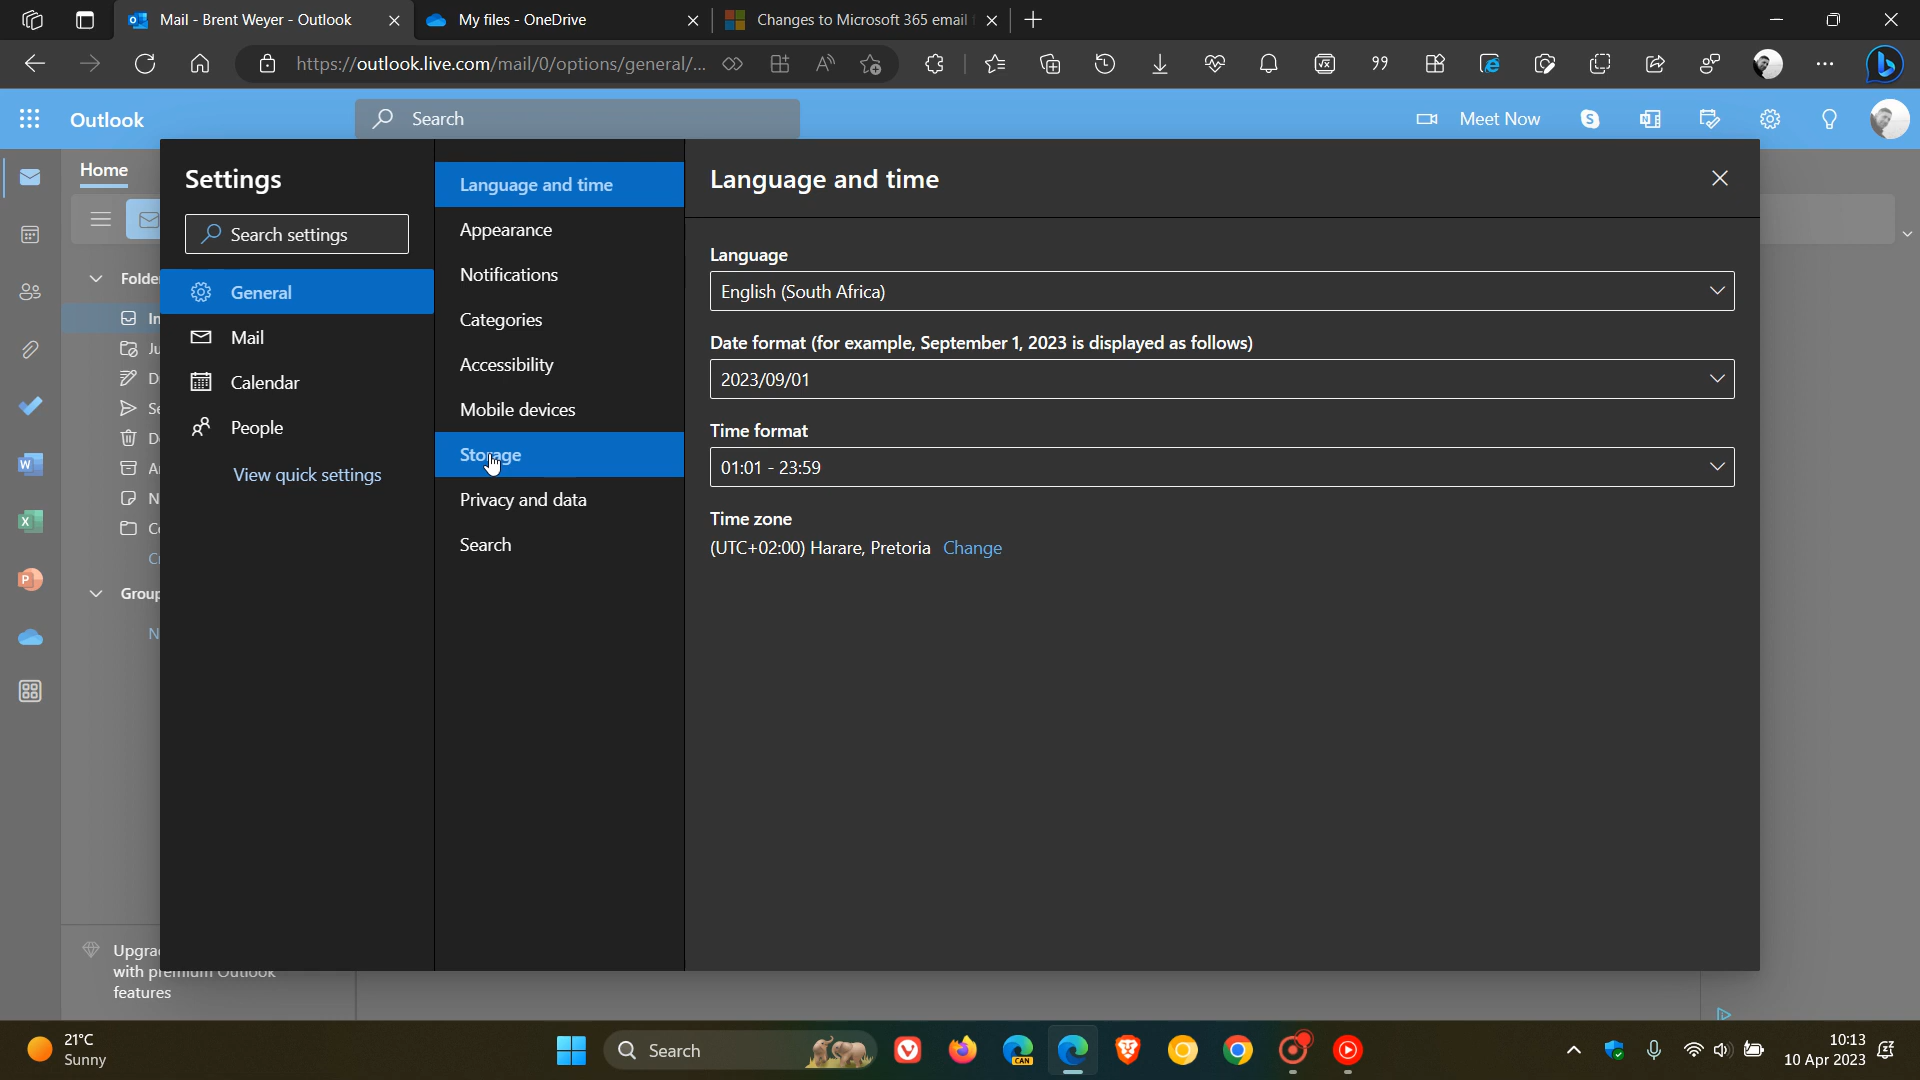 Mail - Brent Weyer - Outlook
My files - OneDrive
Changes to Microsoft 365 email
https://outlook.live.com/mail/0/options/general/...
Outlook
Search
Meet Now
Home
Settings
Search settings
General
Mail
Calendar
People
View quick settings
Language and time
Appearance
Notifications
Categories
Accessibility
Mobile devices
Storage
Privacy and data
Search
Language and time
Language
English (South Africa)
Date format (for example, September 1, 2023 is displayed as follows)
2023/09/01
Time format
01:01 - 23:59
Time zone
(UTC+02:00) Harare, Pretoria Change
with premium Outlook
features
21°C
Sunny
Search
CAN
10:13
10 Apr 2023